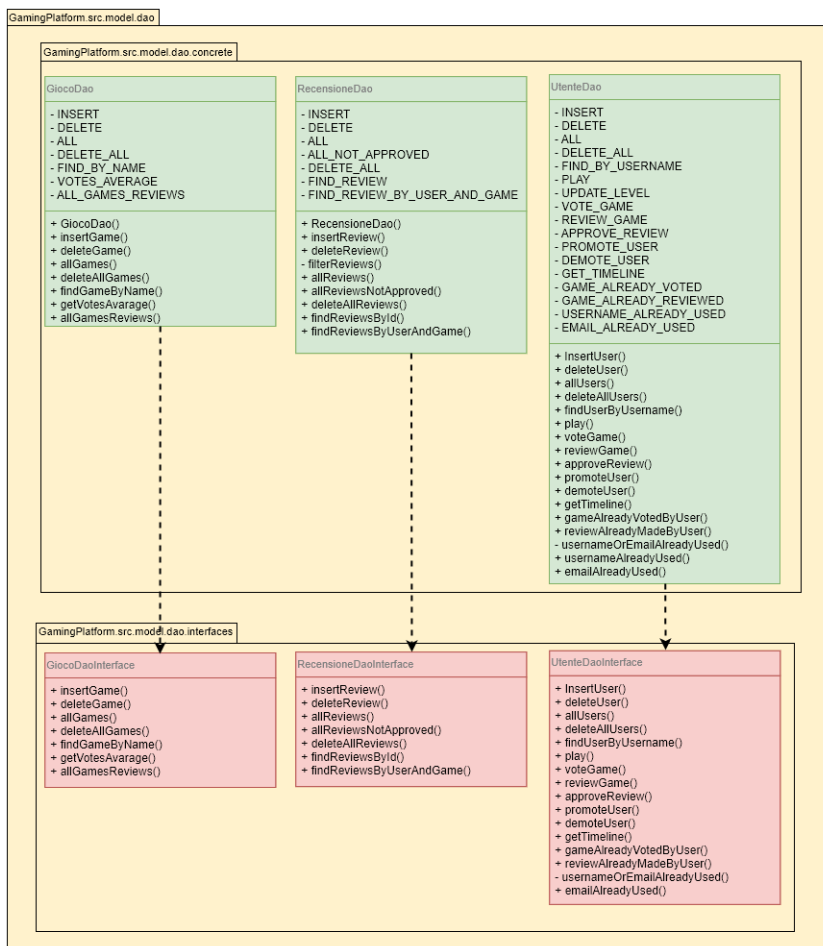 GamingPlatform.src.model.dao
GamingPlatform.src.model.dao.concrete
GiocoDao
- INSERT
- DELETE
- ALL
- DELETE_ALL
- FIND_BY_NAME
- VOTES_AVERAGE
- ALL_GAMES_REVIEWS
+ GiocoDao()
+ insertGame()
+ deleteGame()
+ allGames()
+ deleteAllGames()
+ findGameByName()
+ getVotesAvarage()
+ allGamesReviews()
RecensioneDao
- INSERT
- DELETE
- ALL
- ALL_NOT_APPROVED
- DELETE_ALL
- FIND_REVIEW
- FIND_REVIEW_BY_USER_AND_GAME
+ RecensioneDao()
+ insertReview()
+ deleteReview()
- filterReviews()
+ allReviews()
+ allReviewsNotApproved()
+ deleteAllReviews()
+ findReviewsById()
+ findReviewsByUserAndGame()
UtenteDao
- INSERT
- DELETE
- ALL
- DELETE_ALL
- FIND_BY_USERNAME
- PLAY
- UPDATE_LEVEL
- VOTE_GAME
- REVIEW_GAME
- APPROVE_REVIEW
- PROMOTE_USER
- DEMOTE_USER
- GET_TIMELINE
- GAME_ALREADY_VOTED
- GAME_ALREADY_REVIEWED
- USERNAME_ALREADY_USED
- EMAIL_ALREADY_USED
+ InsertUser()
+ deleteUser()
+ allUsers()
+ deleteAllUsers()
+ findUserByUsername()
+ play()
+ voteGame()
+ reviewGame()
+ approveReview()
+ promoteUser()
+ demoteUser()
+ getTimeline()
+ gameAlreadyVotedByUser()
+ reviewAlreadyMadeByUser()
- usernameOrEmailAlreadyUsed()
+ usernameAlreadyUsed()
+ emailAlreadyUsed()
GamingPlatform.src.model.dao.interfaces
GiocoDaoInterface
+ insertGame()
+ deleteGame()
+ allGames()
+ deleteAllGames()
+ findGameByName()
+ getVotesAvarage()
+ allGamesReviews()
RecensioneDaoInterface
+ insertReview()
+ deleteReview()
+ allReviews()
+ allReviewsNotApproved()
+ deleteAllReviews()
+ findReviewsById()
+ findReviewsByUserAndGame()
UtenteDaoInterface
+ InsertUser()
+ deleteUser()
+ allUsers()
+ deleteAllUsers()
+ findUserByUsername()
+ play()
+ voteGame()
+ reviewGame()
+ approveReview()
+ promoteUser()
+ demoteUser()
+ getTimeline()
+ gameAlreadyVotedByUser()
+ reviewAlreadyMadeByUser()
- usernameOrEmailAlreadyUsed()
+ emailAlreadyUsed()